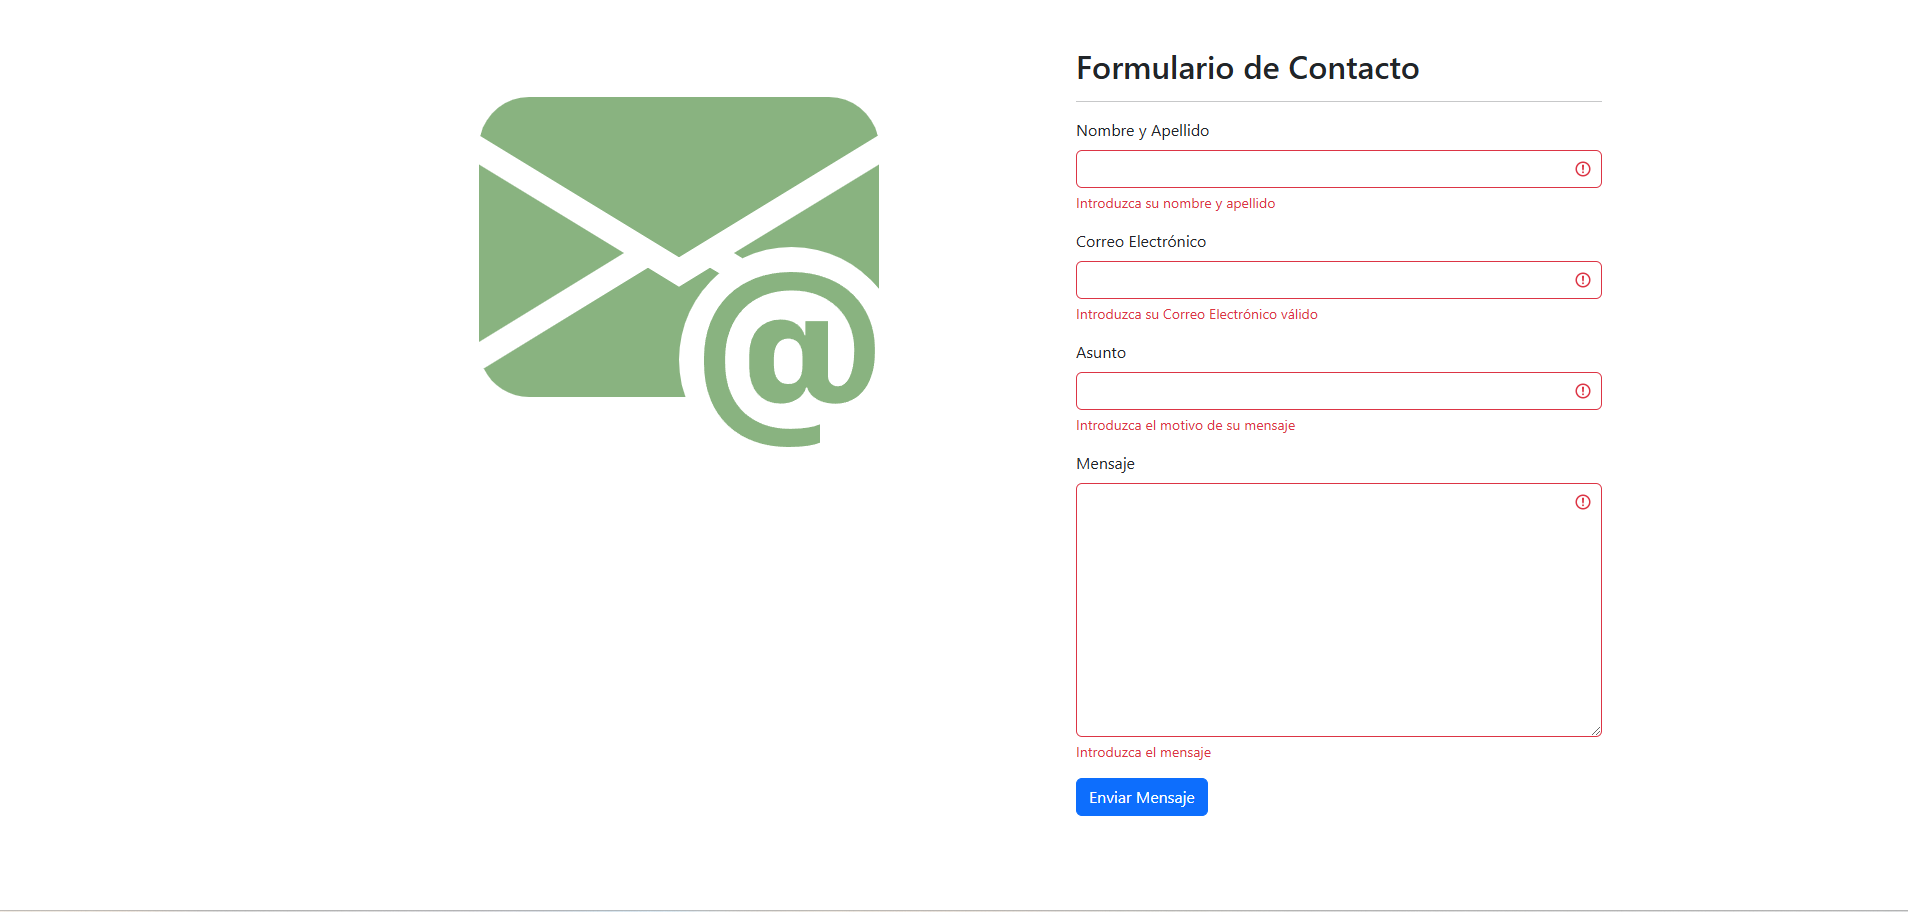 Formulario de Contacto
Nombre y Apellido
Introduzca su nombre y apellido
Correo Electrónico
Introduzca su Correo Electrónico válido
Asunto
Introduzca el motivo de su mensaje
Mensaje
Introduzca el mensaje
Enviar Mensaje
@